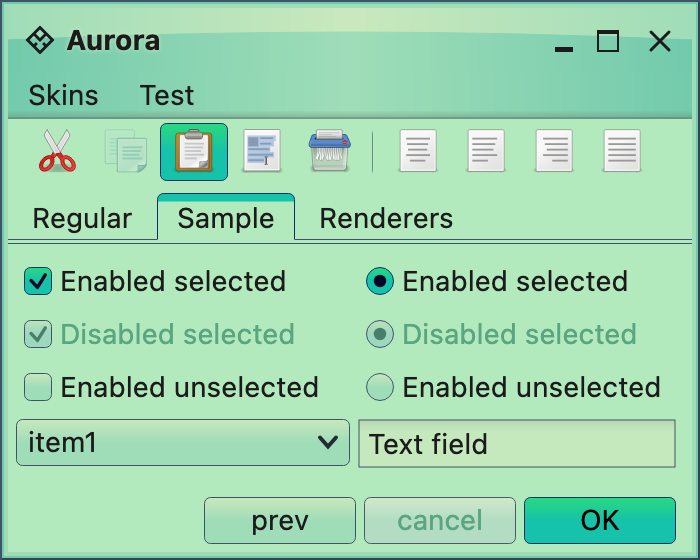 Aurora
Skins Test
Regular Sample Renderers
Enabled selected Enabled selected
Disabled selected Disabled selected
Enabled unselected Enabled unselected
item1 Text field
prev cancel OK